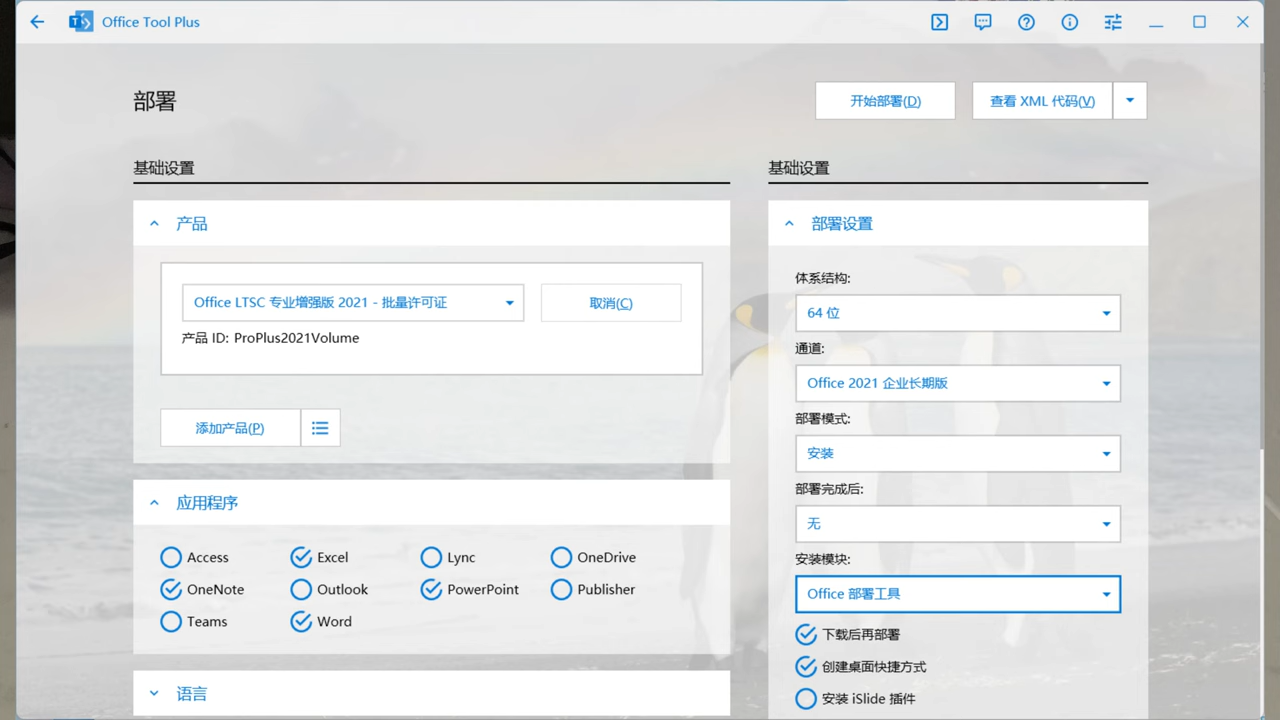 Office Tool Plus
部署
开始部署(D)
查看 XML 代码(V)
基础设置
产品
Office LTSC 专业增强版 2021 - 批量许可证
取消(C)
产品 ID: ProPlus2021Volume
添加产品(P)
应用程序
Access
Excel
Lync
OneDrive
OneNote
Outlook
PowerPoint
Publisher
Teams
Word
语言
基础设置
部署设置
体系结构:
64 位
通道:
Office 2021 企业长期版
部署模式:
安装
部署完成后:
无
安装模块:
Office 部署工具
下载后再部署
创建桌面快捷方式
安装 iSlide 插件